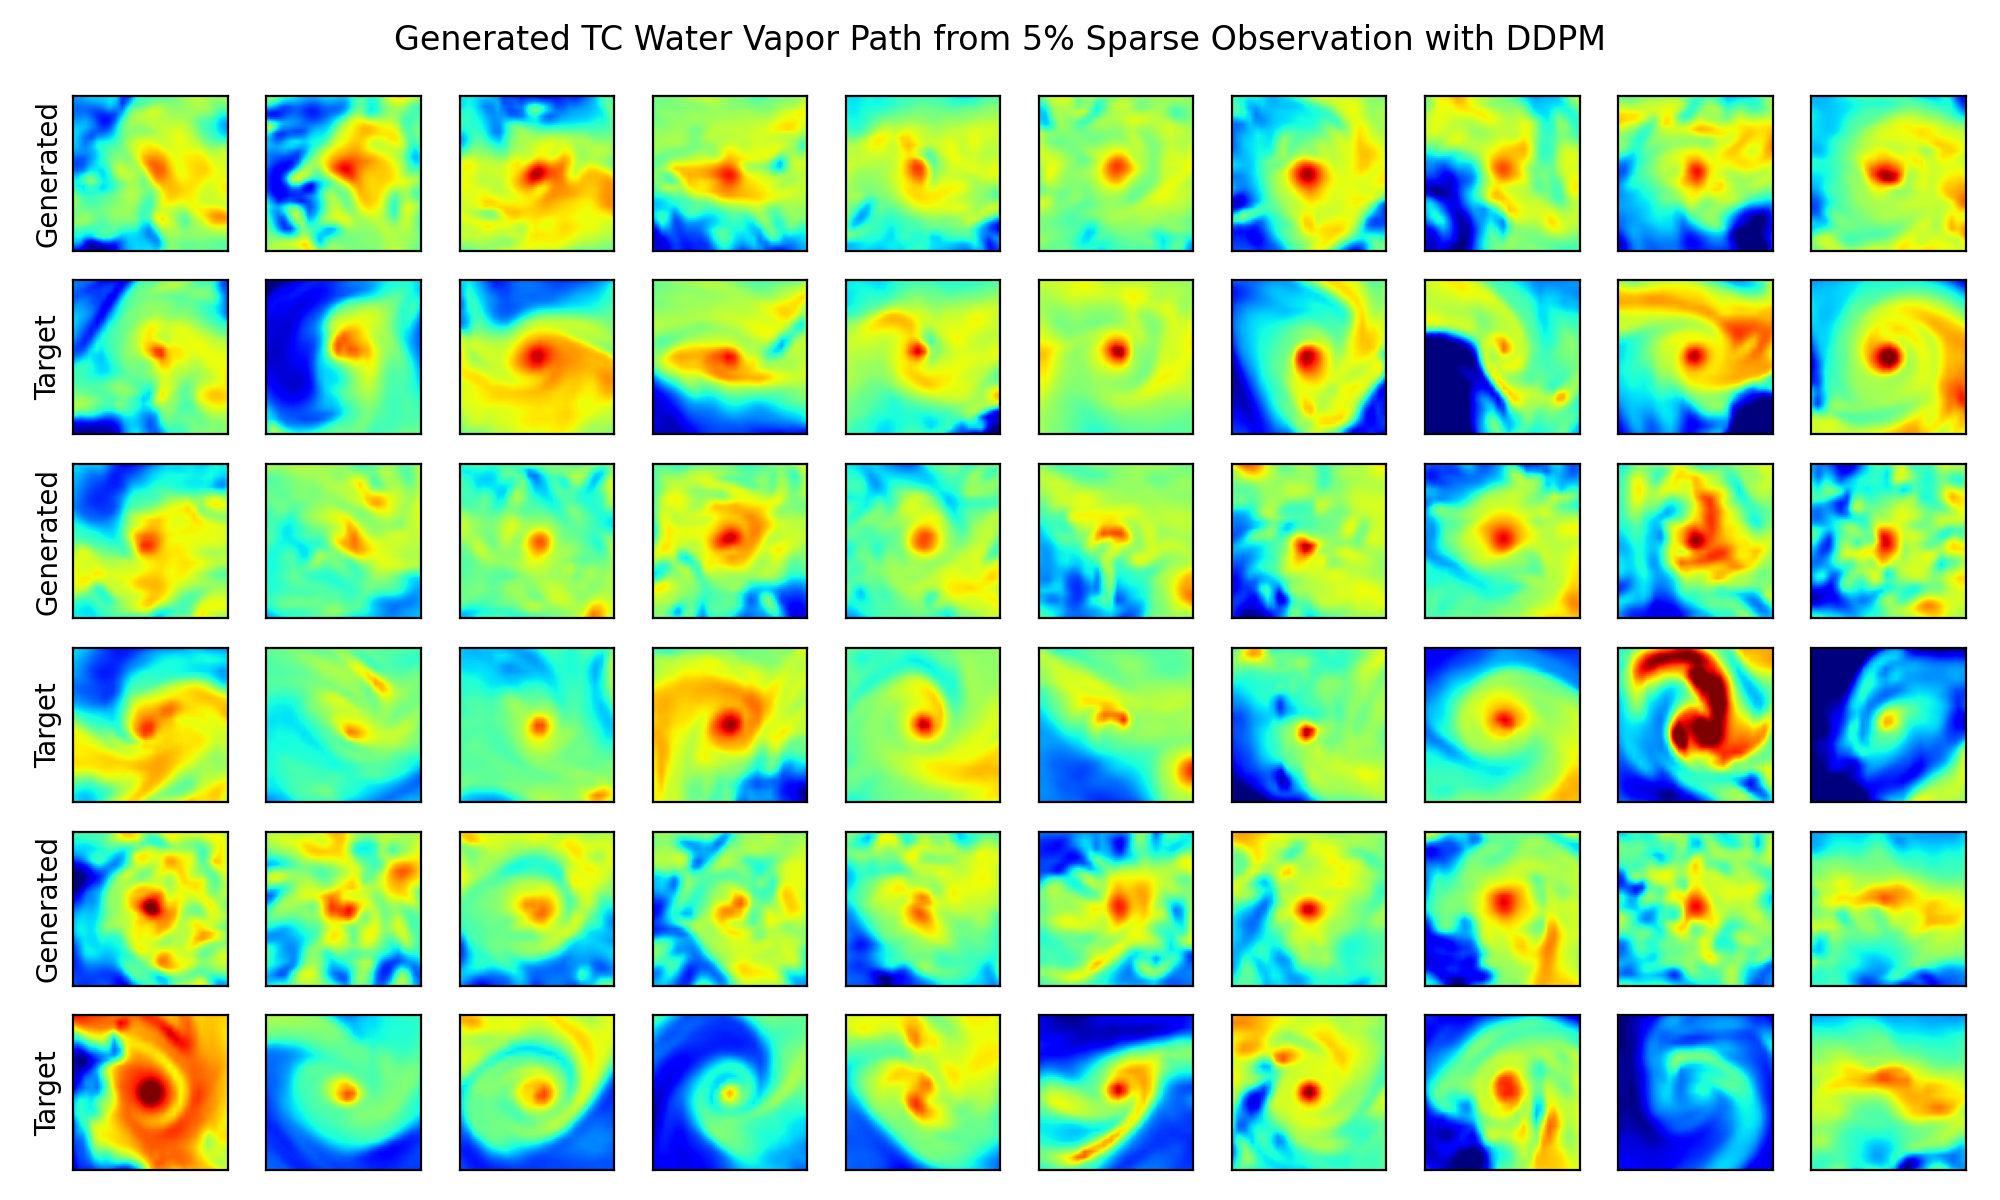 Generated TC Water Vapor Path from 5% Sparse Observation with DDPM
Generated
Target
Generated
Target
Generated
Target